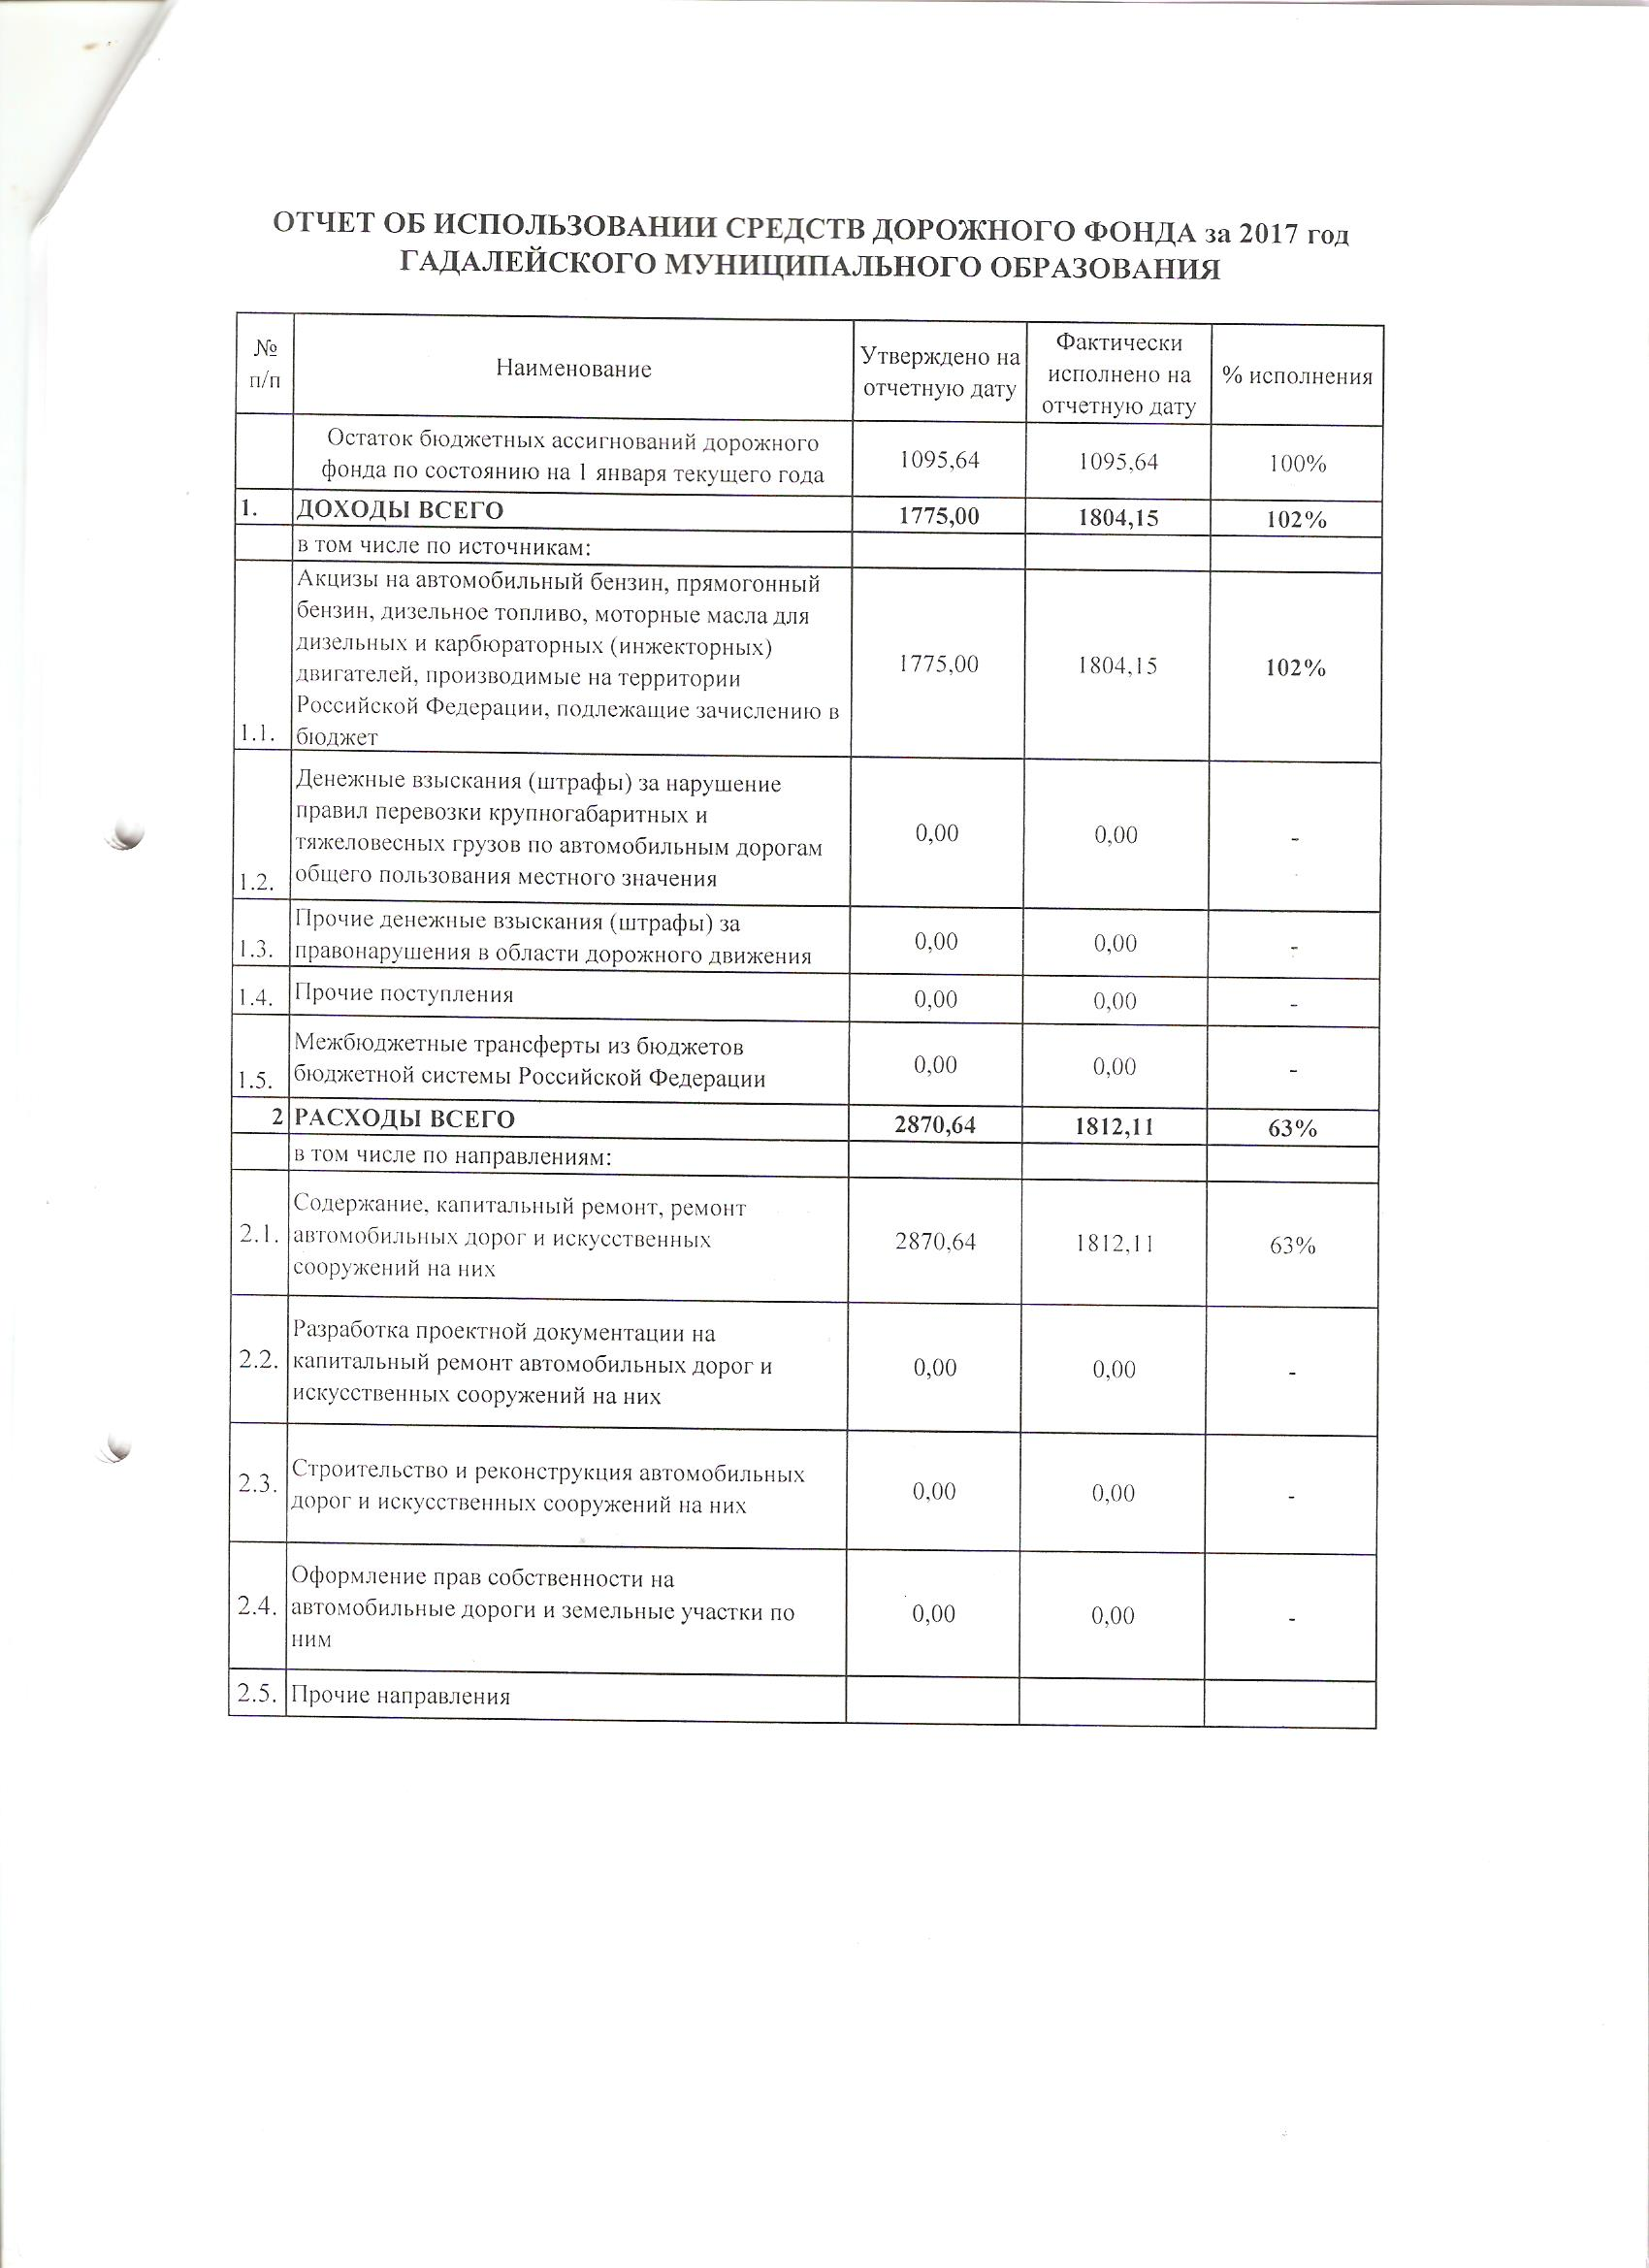 ОТЧЕТ ОБ ИСПОЛЬЗОВАНИИ СРЕДСТВ ДОРОЖНОГО ФОНДА за 2017 год
ГАДАЛЕЙСКОГО МУНИЦИПАЛЬНОГО ОБРАЗОВАНИЯ
№
п/п
Наименование
Утверждено на
отчетную дату
Фактически
исполнено на
отчетную дату
% исполнения
Остаток бюджетных ассигнований дорожного
фонда по состоянию на 1 января текущего года
1095,64
1095,64
100%
1.
ДОХОДЫ ВСЕГО
1775,00
1804,15
102%
в том числе по источникам:
1.1.
Акцизы на автомобильный бензин, прямогонный
бензин, дизельное топливо, моторные масла для
дизельных и карбюраторных (инжекторных)
двигателей, производимые на территории
Российской Федерации, подлежащие зачислению в
бюджет
1775,00
1804,15
102%
1.2.
Денежные взыскания (штрафы) за нарушение
правил перевозки крупногабаритных и
тяжеловесных грузов по автомобильным дорогам
общего пользования местного значения
0,00
0,00
-
1.3.
Прочие денежные взыскания (штрафы) за
правонарушения в области дорожного движения
0,00
0,00
-
1.4.
Прочие поступления
0,00
0,00
-
1.5.
Межбюджетные трансферты из бюджетов
бюджетной системы Российской Федерации
0,00
0,00
-
2
РАСХОДЫ ВСЕГО
2870,64
1812,11
63%
в том числе по направлениям:
2.1.
Содержание, капитальный ремонт, ремонт
автомобильных дорог и искусственных
сооружений на них
2870,64
1812,11
63%
2.2.
Разработка проектной документации на
капитальный ремонт автомобильных дорог и
искусственных сооружений на них
0,00
0,00
-
2.3.
Строительство и реконструкция автомобильных
дорог и искусственных сооружений на них
0,00
0,00
-
2.4.
Оформление прав собственности на
автомобильные дороги и земельные участки по
ним
0,00
0,00
-
2.5.
Прочие направления